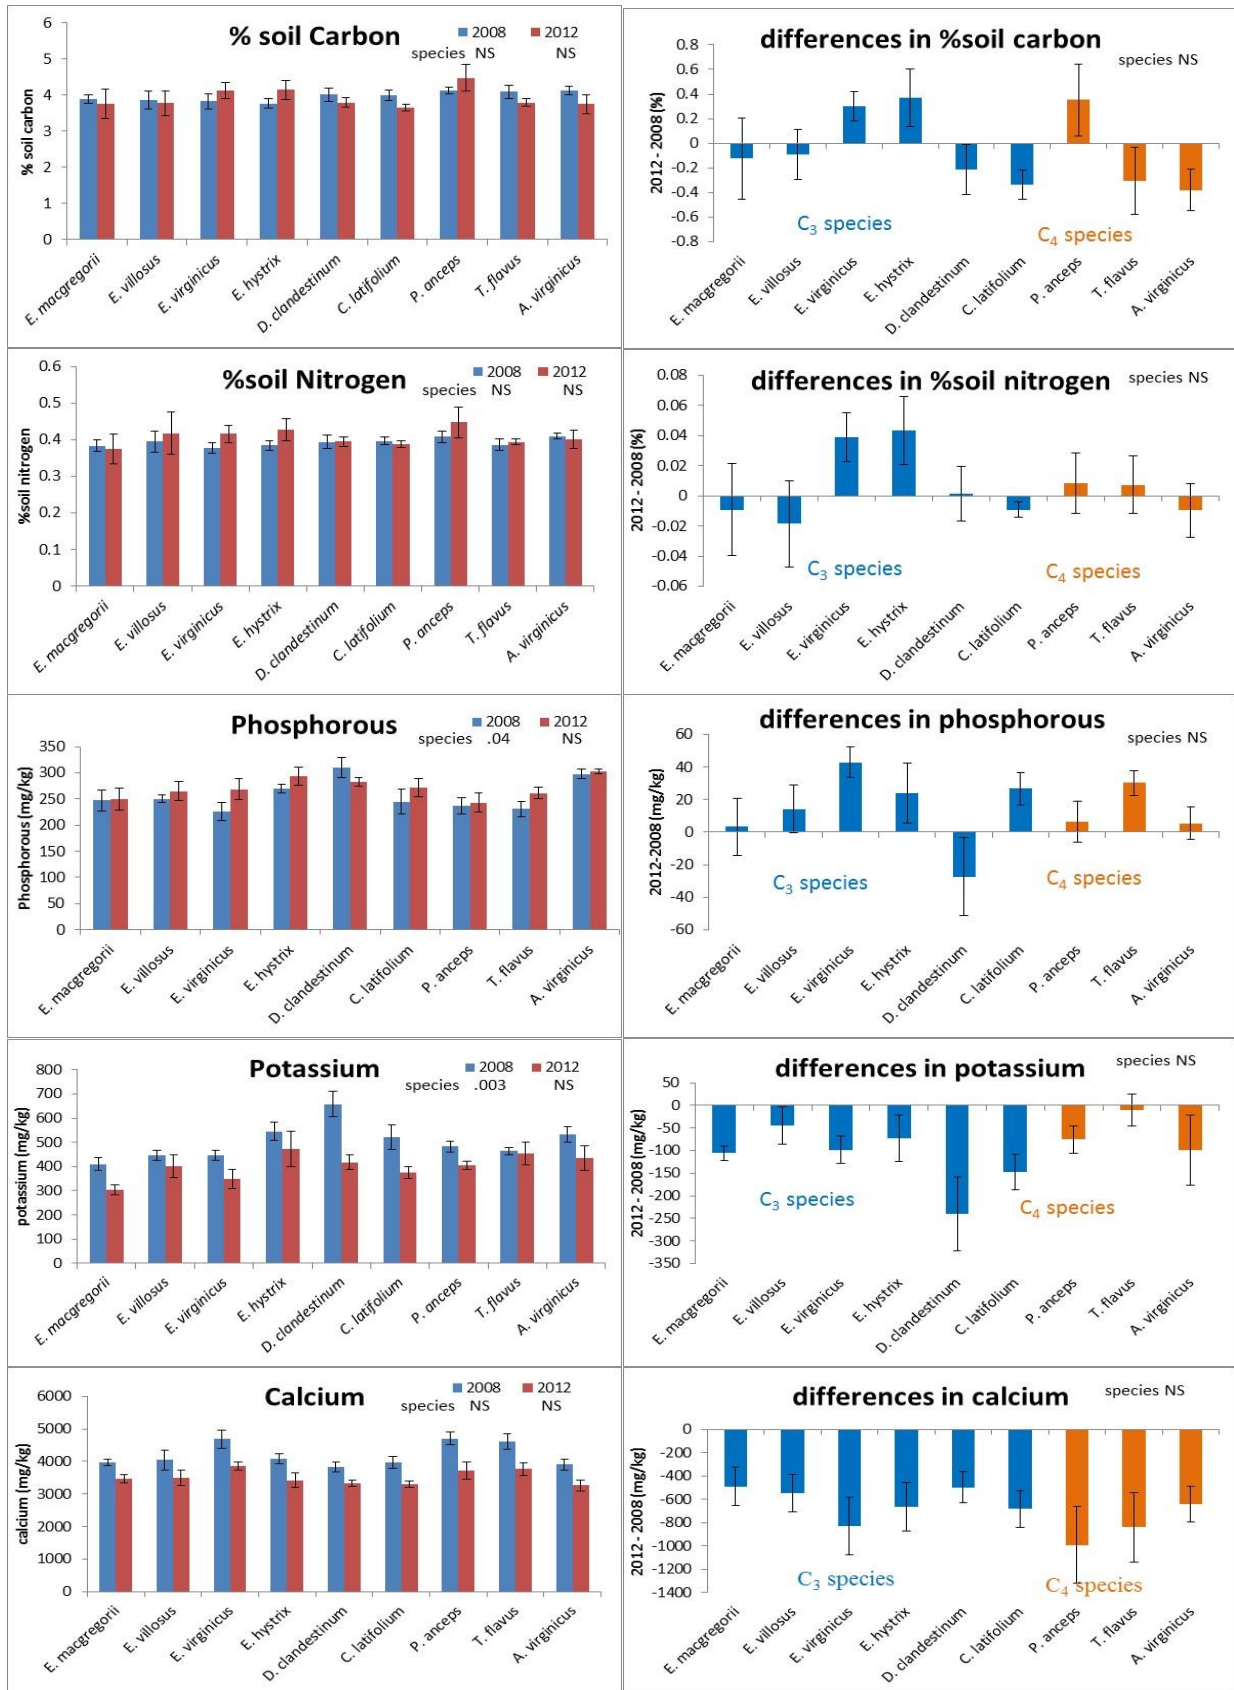 % soil Carbon
2008 2012
species NS NS
% soil carbon
6
5
4
3
2
1
0
E. macgregorii
E. villosus
E. virginicus
E. hystrix
D. clandestinum
C. latifolium
P. anceps
T. flavus
A. virginicus
differences in %soil carbon
species NS
2012 - 2008 (%)
0.8
0.6
0.4
0.2
0
-0.2
-0.4
-0.6
-0.8
C3 species
C4 species
E. macgregorii
E. villosus
E. virginicus
E. hystrix
D. clandestinum
C. latifolium
P. anceps
T. flavus
A. virginicus
%soil Nitrogen
2008 2012
species NS NS
%soil nitrogen
0.6
0.5
0.4
0.3
0.2
0.1
0
E. macgregorii
E. villosus
E. virginicus
E. hystrix
D. clandestinum
C. latifolium
P. anceps
T. flavus
A. virginicus
differences in %soil nitrogen
species NS
2012 - 2008 (%)
0.08
0.06
0.04
0.02
0
-0.02
-0.04
-0.06
C3 species
C4 species
E. macgregorii
E. villosus
E. virginicus
E. hystrix
D. clandestinum
C. latifolium
P. anceps
T. flavus
A. virginicus
Phosphorous
2008 2012
species .04 NS
Phosphorous (mg/kg)
350
300
250
200
150
100
50
0
E. macgregorii
E. villosus
E. virginicus
E. hystrix
D. clandestinum
C. latifolium
P. anceps
T. flavus
A. virginicus
differences in phosphorous
species NS
2012-2008 (mg/kg)
60
40
20
0
-20
-40
-60
C3 species
C4 species
E. macgregorii
E. villosus
E. virginicus
E. hystrix
D. clandestinum
C. latifolium
P. anceps
T. flavus
A. virginicus
Potassium
2008 2012
species .003 NS
potassium (mg/kg)
800
700
600
500
400
300
200
100
0
E. macgregorii
E. villosus
E. virginicus
E. hystrix
D. clandestinum
C. latifolium
P. anceps
T. flavus
A. virginicus
differences in potassium
species NS
2012 - 2008 (mg/kg)
50
0
-50
-100
-150
-200
-250
-300
-350
C3 species
C4 species
E. macgregorii
E. villosus
E. virginicus
E. hystrix
D. clandestinum
C. latifolium
P. anceps
T. flavus
A. virginicus
Calcium
2008 2012
species NS NS
calcium (mg/kg)
6000
5000
4000
3000
2000
1000
0
E. macgregorii
E. villosus
E. virginicus
E. hystrix
D. clandestinum
C. latifolium
P. anceps
T. flavus
A. virginicus
differences in calcium
species NS
2012 - 2008 (mg/kg)
0
-200
-400
-600
-800
-1000
-1200
-1400
C3 species
C4 species
E. macgregorii
E. villosus
E. virginicus
E. hystrix
D. clandestinum
C. latifolium
P. anceps
T. flavus
A. virginicus